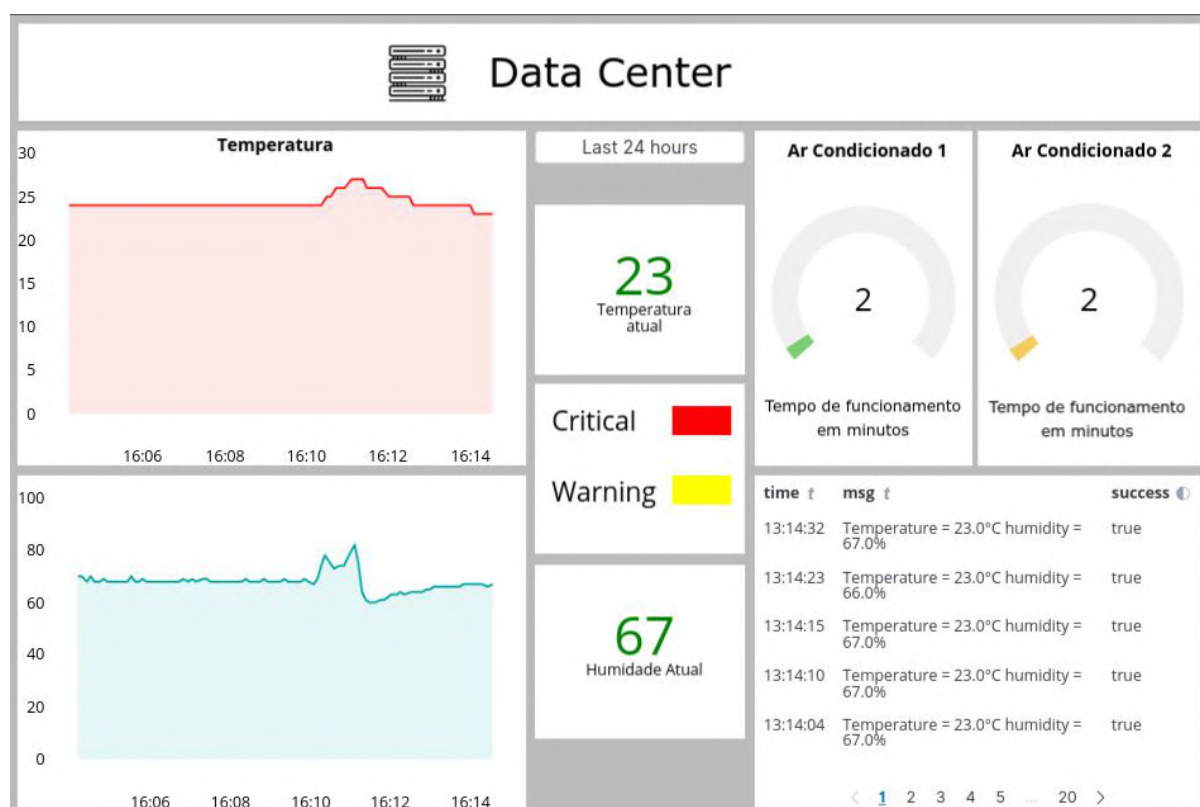 Data Center
Temperatura
30
25
20
15
10
5
0
16:06 16:08 16:10 16:12 16:14
100
80
60
40
20
0
16:06 16:08 16:10 16:12 16:14
Last 24 hours
23
Temperatura
atual
Critical
Warning
67
Humidade Atual
Ar Condicionado 1
2
Tempo de funcionamento
em minutos
Ar Condicionado 2
2
Tempo de funcionamento
em minutos
time t msg t success
13:14:32 Temperature = 23.0°C humidity = true
67.0%
13:14:23 Temperature = 23.0°C humidity = true
66.0%
13:14:15 Temperature = 23.0°C humidity = true
67.0%
13:14:10 Temperature = 23.0°C humidity = true
67.0%
13:14:04 Temperature = 23.0°C humidity = true
67.0%
< 1 2 3 4 5 ... 20 >